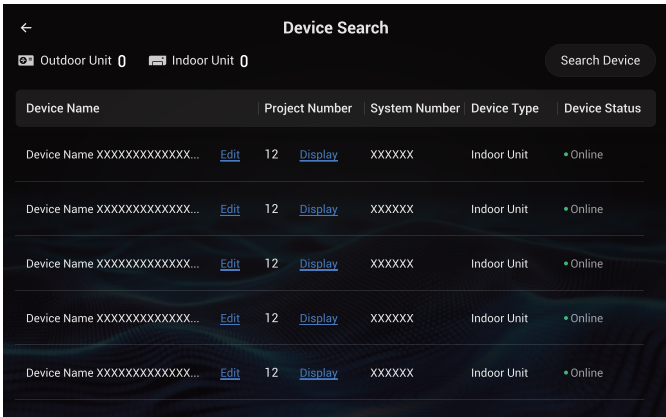 Device Search
Outdoor Unit 0 Indoor Unit 0 Search Device
Device Name Project Number System Number Device Type Device Status
Device Name XXXXXXXXXXXXX... Edit 12 Display XXXXXX Indoor Unit Online
Device Name XXXXXXXXXXXXX... Edit 12 Display XXXXXX Indoor Unit Online
Device Name XXXXXXXXXXXXX... Edit 12 Display XXXXXX Indoor Unit Online
Device Name XXXXXXXXXXXXX... Edit 12 Display XXXXXX Indoor Unit Online
Device Name XXXXXXXXXXXXX... Edit 12 Display XXXXXX Indoor Unit Online